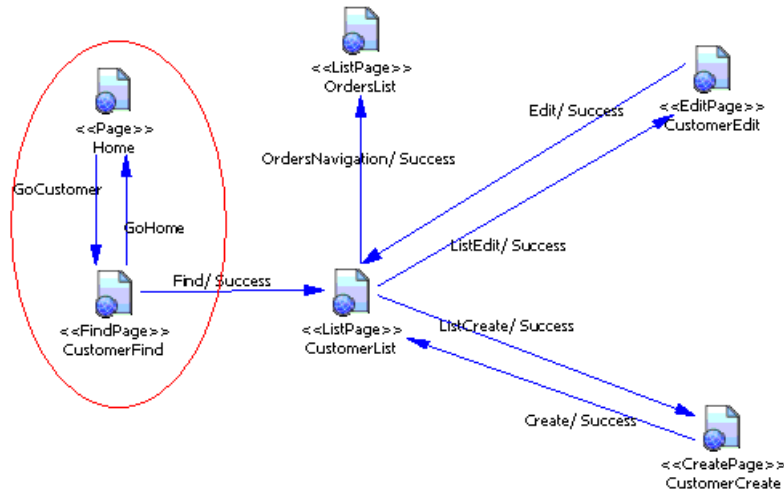 <<ListPage>>
OrdersList
<<Page>>
Home
<<EditPage>>
CustomerEdit
Edit/ Success
OrdersNavigation/ Success
GoCustomer
GoHome
ListEdit/ Success
Find/ Success
<<FindPage>>
CustomerFind
<<ListPage>>
CustomerList
ListCreate/ Success
Create/ Success
<<CreatePage>>
CustomerCreate